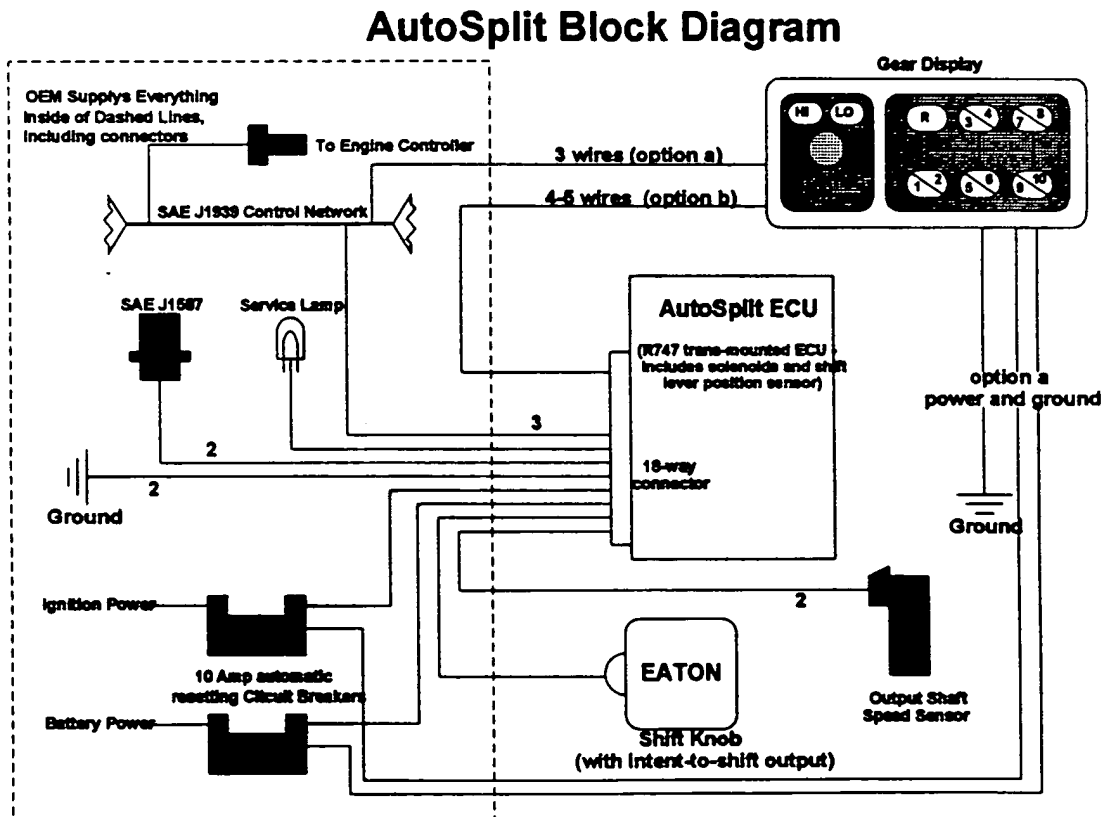 AutoSplit Block Diagram
OEM Supplys Everything
Inside of Dashed Lines,
including connectors
To Engine Controller
SAE J1939 Control Network
3 wires (option a)
4-5 wires (option b)
Gear Display
HI LO
R 3 4 7 8
1 2 5 6 9 10
SAE J1587
Service Lamp
AutoSplit ECU
(R747 trans-mounted ECU -
includes solenoids and shift
lever position sensor)
18-way
connector
3
2
2
Ground
option a
power and ground
Ground
Ignition Power
10 Amp automatic
resetting Citcuit Breakers
Battery Power
EATON
Shift Knob
(with intent-to-shift output)
2
Output Shaft
Speed Sensor